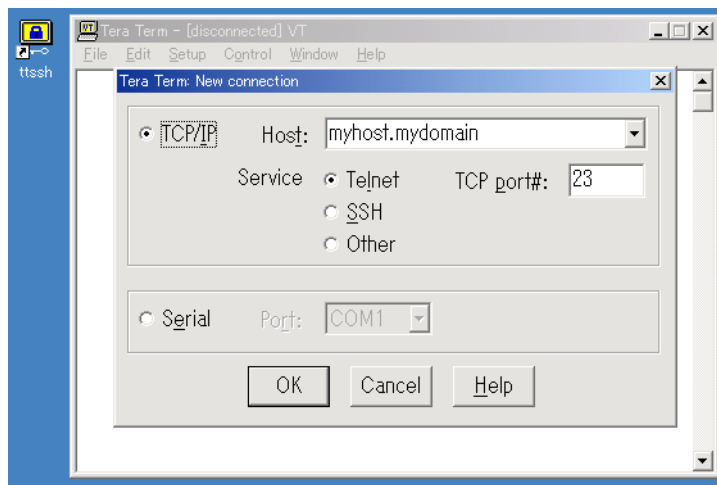 ttssh
VT
Tera Term - [disconnected] VT
File Edit Setup Control Window Help
Tera Term: New connection
TCP/IP Host: myhost.mydomain
Service Telnet TCP port#: 23
SSH
Other
Serial Port: COM1
OK Cancel Help